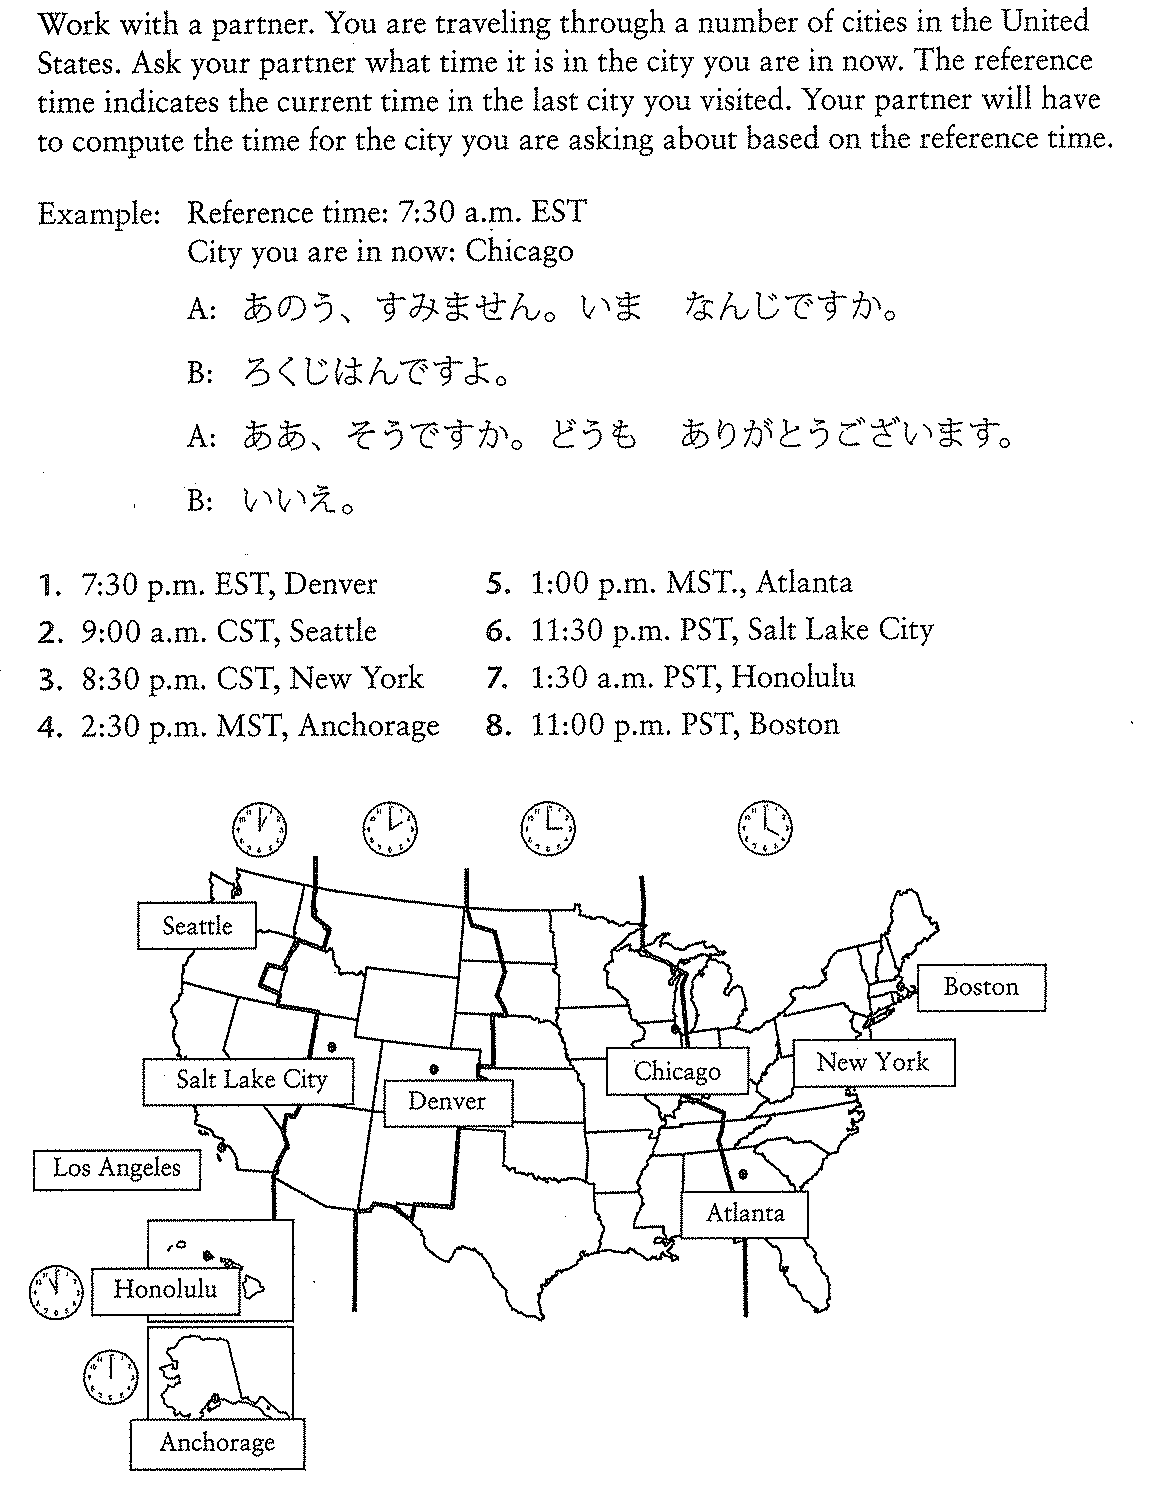 Work with a partner. You are traveling through a number of cities in the United
States. Ask your partner what time it is in the city you are in now. The reference
time indicates the current time in the last city you visited. Your partner will have
to compute the time for the city you are asking about based on the reference time.
Example: Reference time: 7:30 a.m. EST
City you are in now: Chicago
A: あのう、すみません。いま なんじですか。
B: ろくじはんですよ。
A: ああ、そうですか。どうも ありがとうございます。
B: いいえ。
1. 7:30 p.m. EST, Denver
2. 9:00 a.m. CST, Seattle
3. 8:30 p.m. CST, New York
4. 2:30 p.m. MST, Anchorage
5. 1:00 p.m. MST., Atlanta
6. 11:30 p.m. PST, Salt Lake City
7. 1:30 a.m. PST, Honolulu
8. 11:00 p.m. PST, Boston
Seattle
Boston
Salt Lake City
Denver
Chicago
New York
Los Angeles
Atlanta
Honolulu
Anchorage